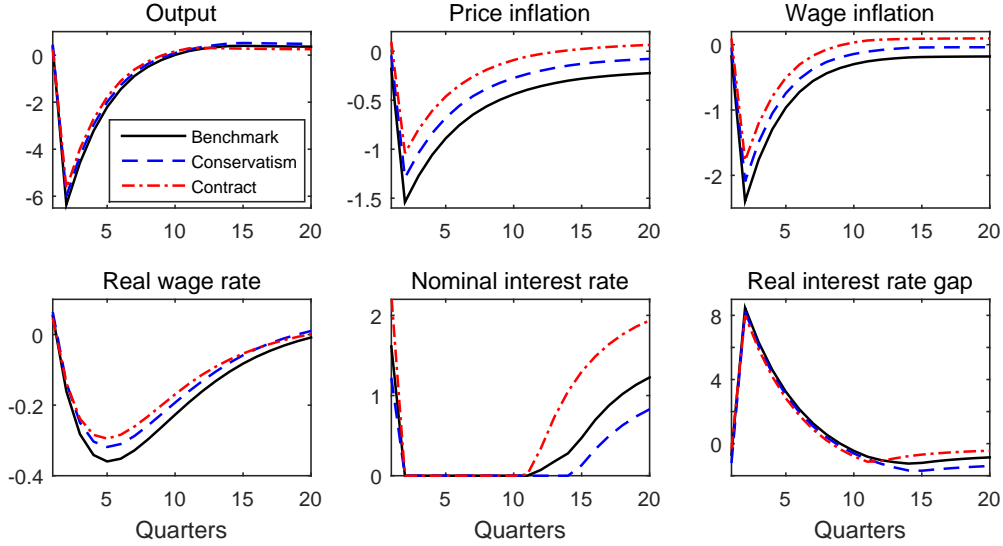 Output
0
-2
-4
-6
5 10 15 20
Benchmark
Conservatism
Contract
Price inflation
0
-0.5
-1
-1.5
5 10 15 20
Wage inflation
0
-1
-2
5 10 15 20
Real wage rate
0
-0.2
-0.4
5 10 15 20
Quarters
Nominal interest rate
2
1
0
5 10 15 20
Quarters
Real interest rate gap
8
4
0
5 10 15 20
Quarters